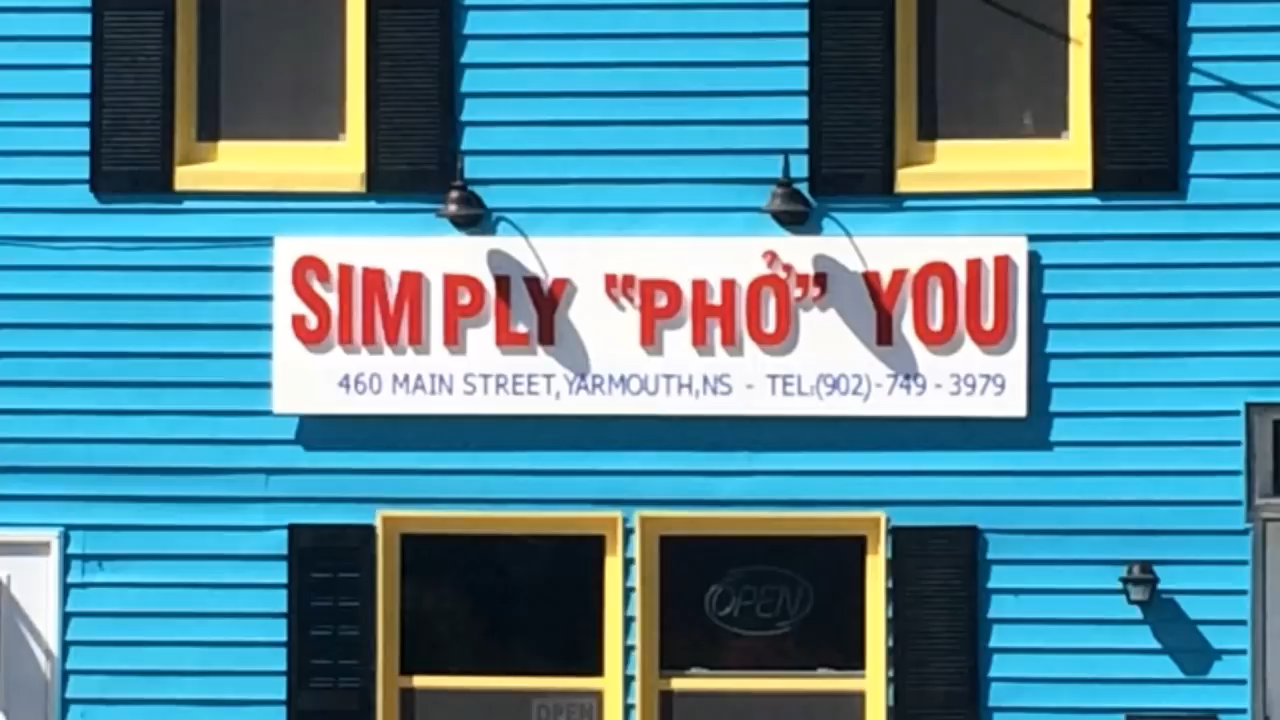 SIMPLY "PHỞ" YOU
460 MAIN STREET, YARMOUTH, NS - TEL:(902)-749-3979
OPEN
OPEN